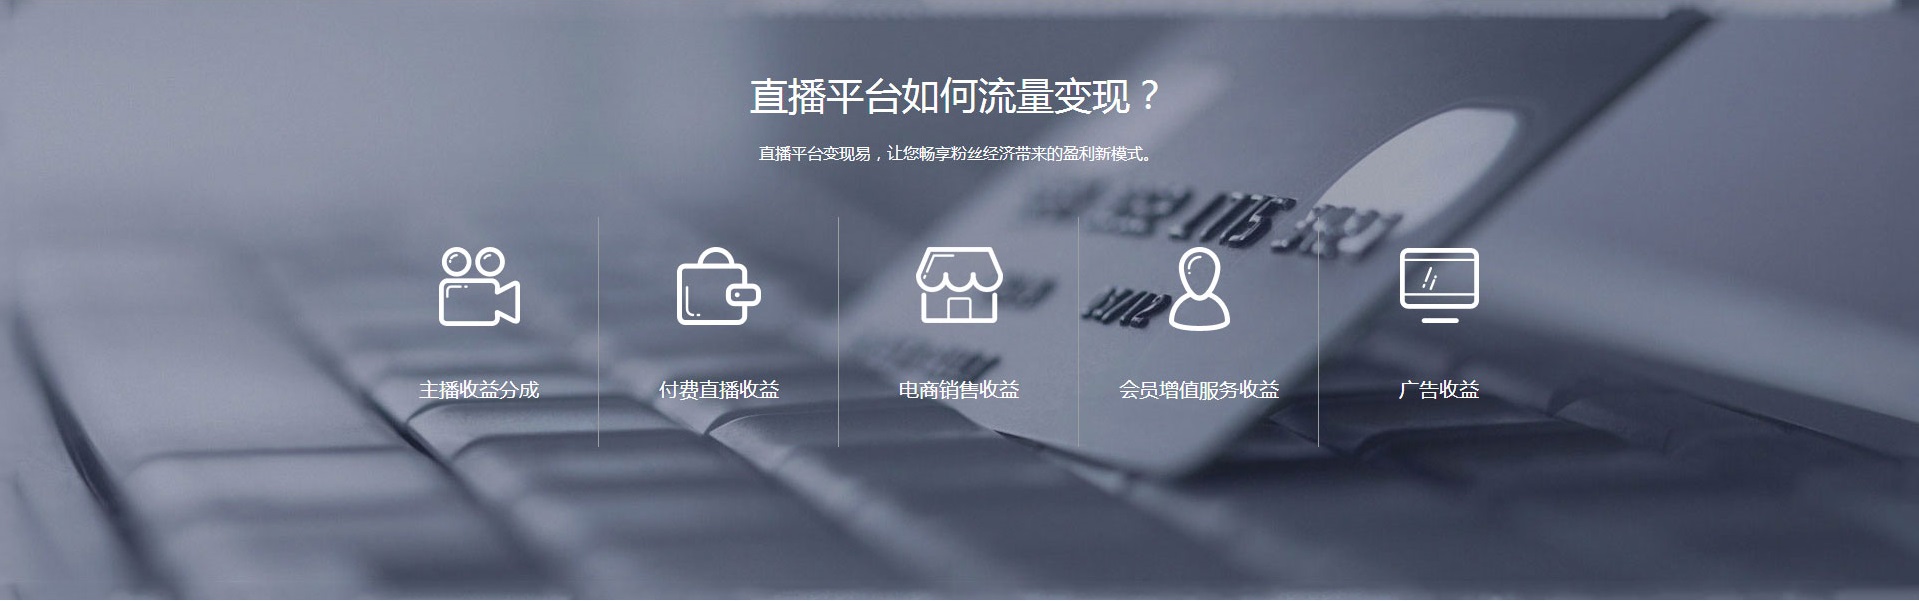 直播平台如何流量变现？
直播平台变现易，让您畅享粉丝经济带来的盈利新模式。
主播收益分成
付费直播收益
电商销售收益
会员增值服务收益
广告收益